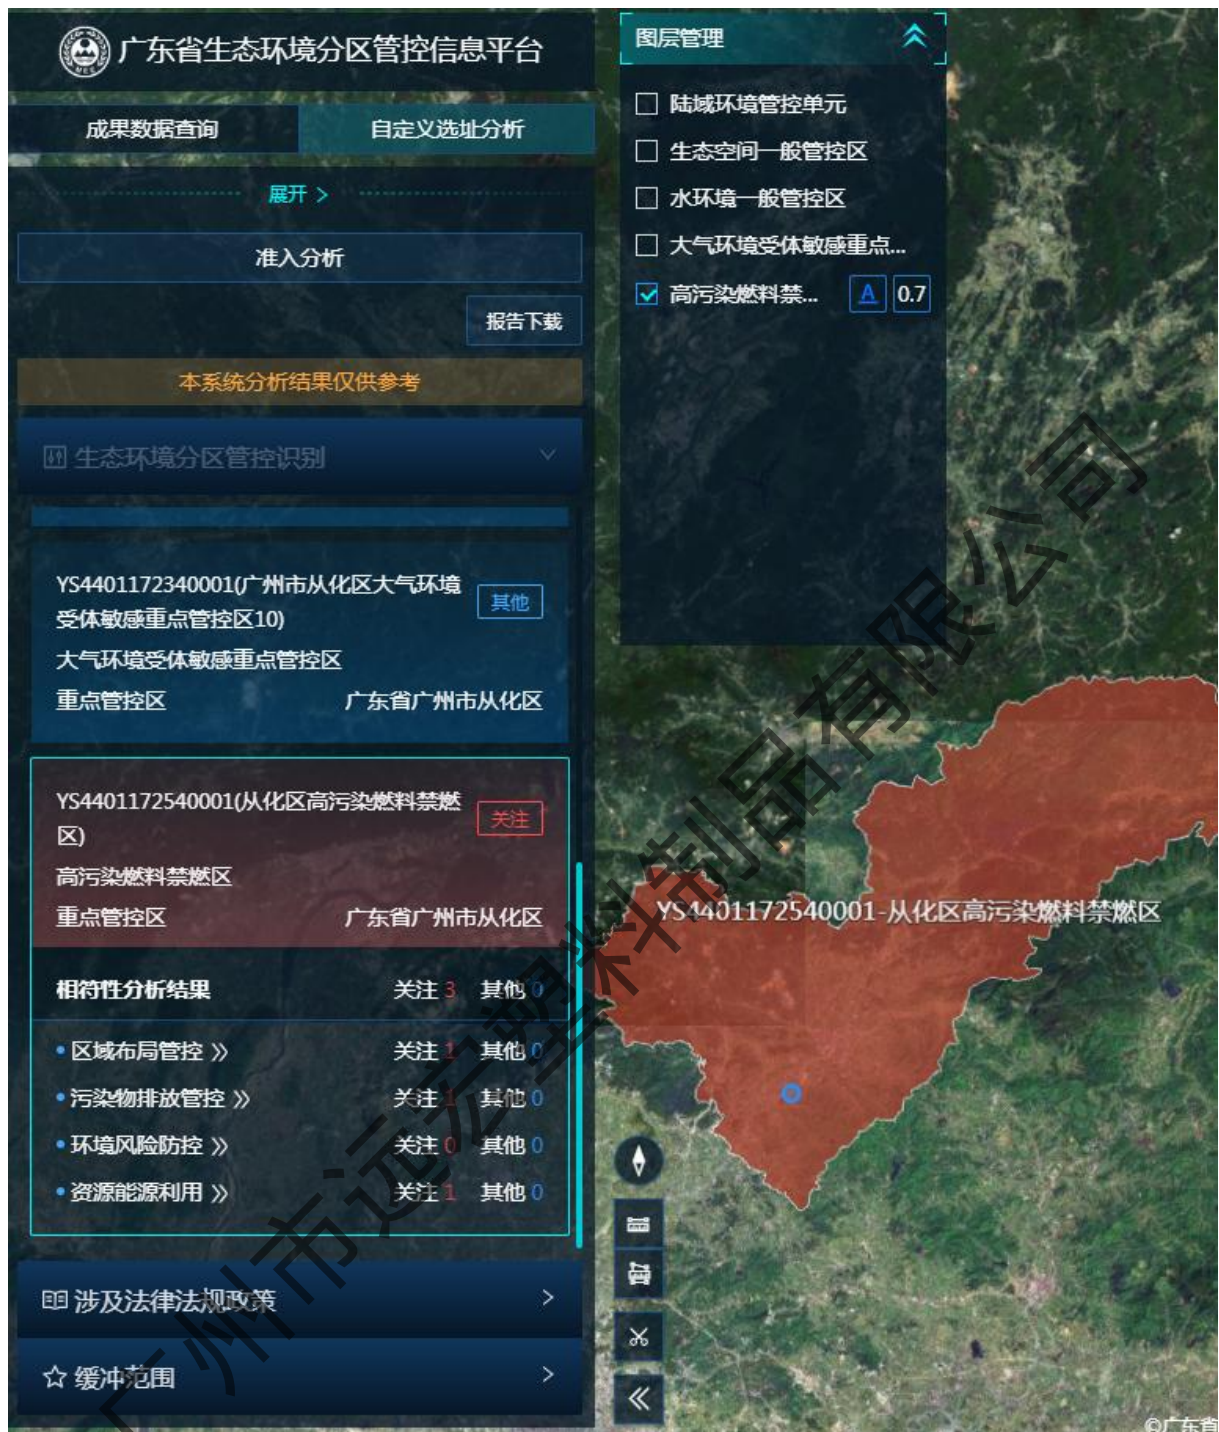 广东省生态环境分区管控信息平台
成果数据查询
自定义选址分析
展开 >
准入分析
报告下载
本系统分析结果仅供参考
生态环境分区管控识别
YS4401172340001(广州市从化区大气环境
受体敏感重点管控区10)
其他
大气环境受体敏感重点管控区
重点管控区 广东省广州市从化区
YS4401172540001(从化区高污染燃料禁燃
区)
关注
高污染燃料禁燃区
重点管控区 广东省广州市从化区
相符性分析结果 关注 3 其他 0
• 区域布局管控 》 关注 1 其他 0
• 污染物排放管控 》 关注 1 其他 0
• 环境风险防控 》 关注 0 其他 0
• 资源能源利用 》 关注 1 其他 0
涉及法律法规政策 >
缓冲范围 >
图层管理
陆域环境管控单元
生态空间一般管控区
水环境一般管控区
大气环境受体敏感重点...
高污染燃料禁... A 0.7
YS4401172540001-从化区高污染燃料禁燃区
©广东省
广州市远宏塑料制品有限公司